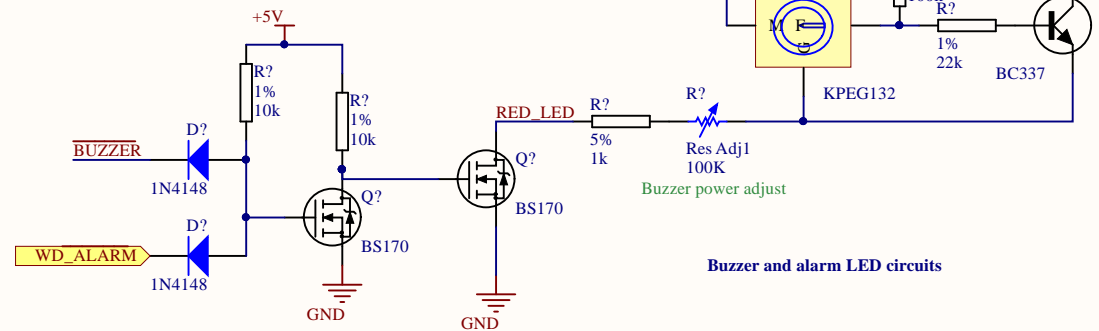 +5V
R?
1%
10k
R?
1%
10k
D?
BUZZER
1N4148
D?
WD_ALARM
1N4148
Q?
BS170
GND
RED_LED
Q?
BS170
GND
R?
5%
1k
R?
Res Adj1
100K
Buzzer power adjust
M
F
G
KPEG132
R?
1%
22k
BC337
Buzzer and alarm LED circuits